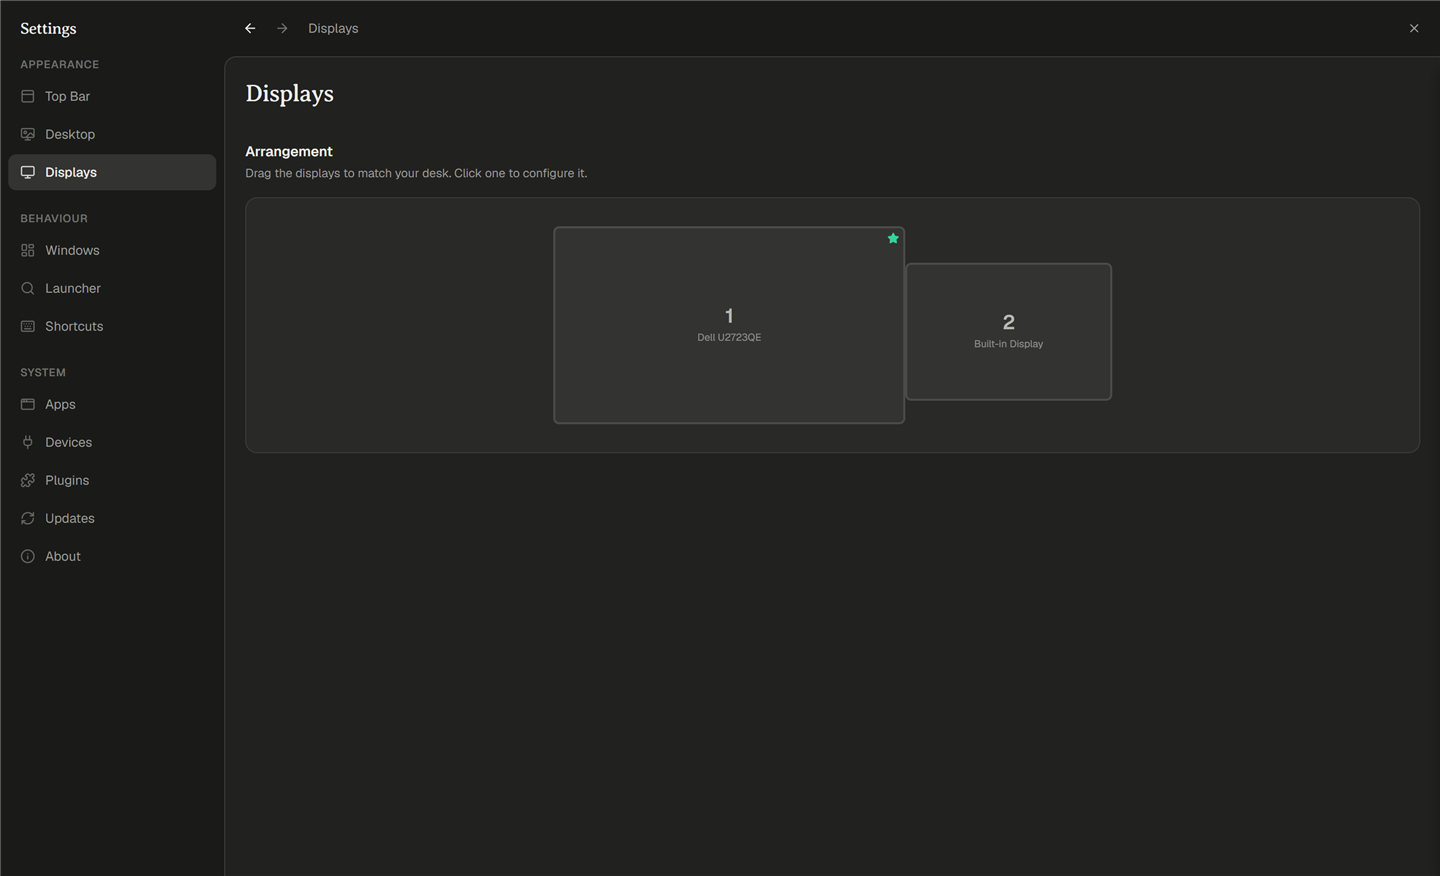 Settings
APPEARANCE
Top Bar
Desktop
Displays
BEHAVIOUR
Windows
Launcher
Shortcuts
SYSTEM
Apps
Devices
Plugins
Updates
About
Displays
Displays
Arrangement
Drag the displays to match your desk. Click one to configure it.
1
Dell U2723QE
2
Built-in Display